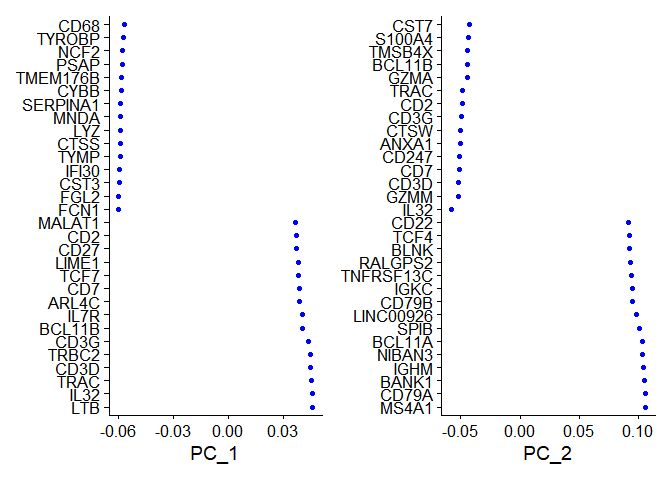 CD68
TYROBP
NCF2
PSAP
TMEM176B
CYBB
SERPINA1
MNDA
LYZ
CTSS
TYMP
IFI30
CST3
FGL2
FCN1
MALAT1
CD2
CD27
LIME1
TCF7
CD7
ARL4C
IL7R
BCL11B
CD3G
TRBC2
CD3D
TRAC
IL32
LTB
-0.06 -0.03 0.00 0.03
PC_1
CST7
S100A4
TMSB4X
BCL11B
GZMA
TRAC
CD2
CD3G
CTSW
ANXA1
CD247
CD7
CD3D
GZMM
IL32
CD22
TCF4
BLNK
RALGPS2
TNFRSF13C
IGKC
CD79B
LINC00926
SPIB
BCL11A
NIBAN3
IGHM
BANK1
CD79A
MS4A1
-0.05 0.00 0.05 0.10
PC_2